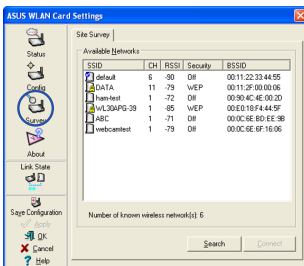 ASUS WLAN Card Settings
Status
Config
Survey
About
Link State
Save Configuration
Apply
OK
Cancel
Help
Site Survey
Available Networks
SSID CH RSSI Security BSSID
default 6 -90 Off 00:11:22:33:44:55
DATA 11 -79 WEP 00:11:2F:00:00:06
ham-test 1 -72 Off 00:90:4C:4E:00:2D
WL30APG-39 1 -85 WEP 00:E0:18:F4:44:5F
ABC 1 -71 Off 00:0C:6E:BD:EE:9B
webcamtest 1 -79 Off 00:0C:6E:6F:16:06
Number of known wireless network(s): 6
Search
Connect